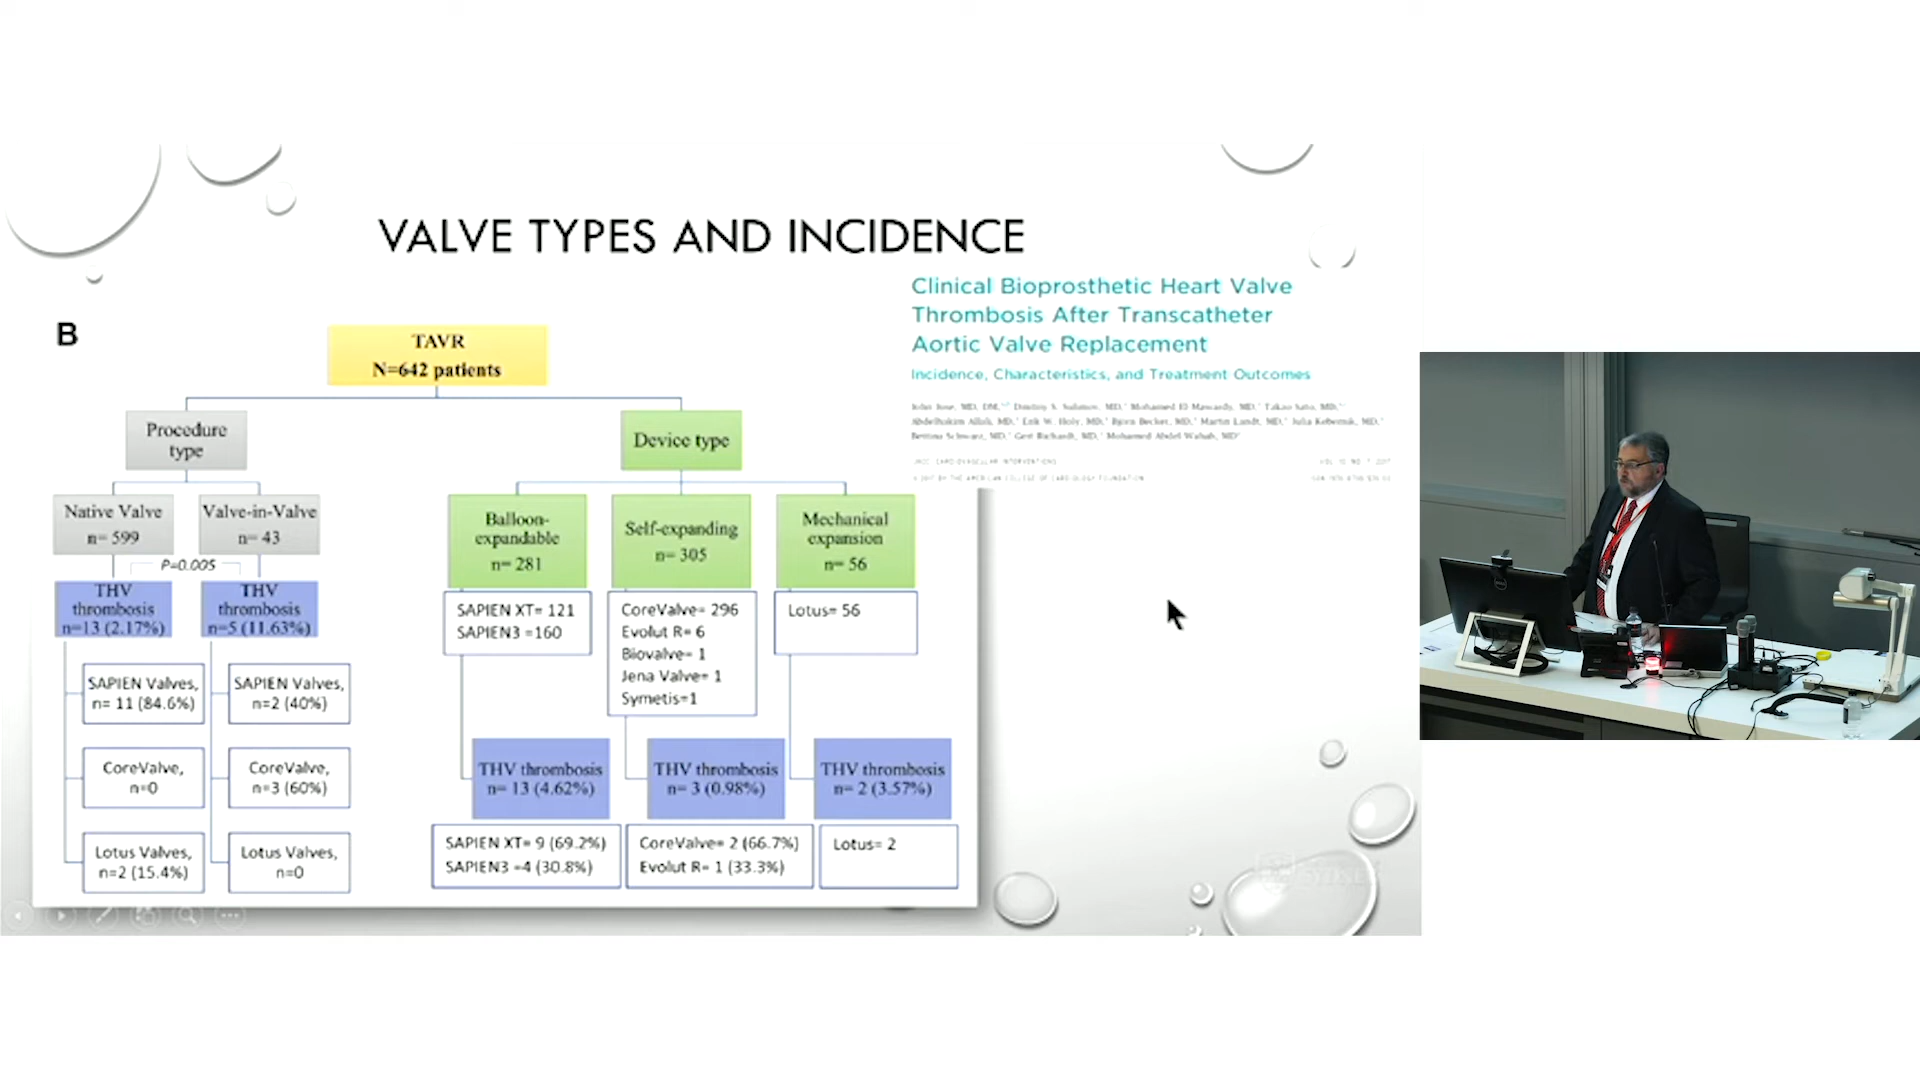 VALVE TYPES AND INCIDENCE
Clinical Bioprosthetic Heart Valve
Thrombosis After Transcatheter
Aortic Valve Replacement
Incidence, Characteristics, and Treatment Outcomes
B
TAVR
N=642 patients
Procedure
type
Device type
Native Valve
n= 599
Valve-in-Valve
n= 43
P=0.005
THV
thrombosis
n=13 (2.17%)
THV
thrombosis
n=5 (11.63%)
SAPIEN Valves,
n= 11 (84.6%)
SAPIEN Valves,
n=2 (40%)
CoreValve,
n=0
CoreValve,
n=3 (60%)
Lotus Valves,
n=2 (15.4%)
Lotus Valves,
n=0
Balloon-
expandable
n= 281
Self-expanding
n= 305
Mechanical
expansion
n= 56
SAPIEN XT= 121
SAPIEN3 =160
CoreValve= 296
Evolut R= 6
Biovalve= 1
Jena Valve= 1
Symetis=1
Lotus= 56
THV thrombosis
n= 13 (4.62%)
THV thrombosis
n= 3 (0.98%)
THV thrombosis
n= 2 (3.57%)
SAPIEN XT= 9 (69.2%)
SAPIEN3 =4 (30.8%)
CoreValve= 2 (66.7%)
Evolut R= 1 (33.3%)
Lotus= 2